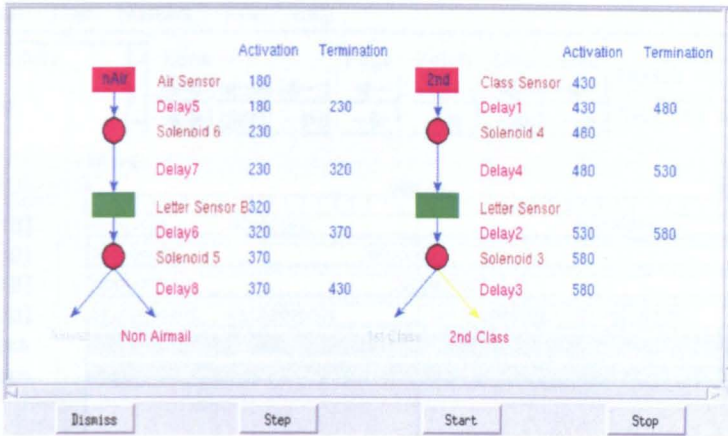 Activation Termination Activation Termination
nAir Air Sensor 180 2nd Class Sensor 430
Delay5 180 230 Delay1 430 480
Solenoid 6 230 Solenoid 4 480
Delay7 230 320 Delay4 480 530
Letter Sensor B 320 Letter Sensor
Delay6 320 370 Delay2 530 580
Solenoid 5 370 Solenoid 3 580
Delay8 370 430 Delay3 580
Non Airmail 1st Class 2nd Class
Dismiss Step Start Stop